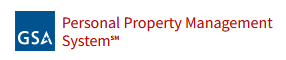 GSA
Personal Property Management
System℠